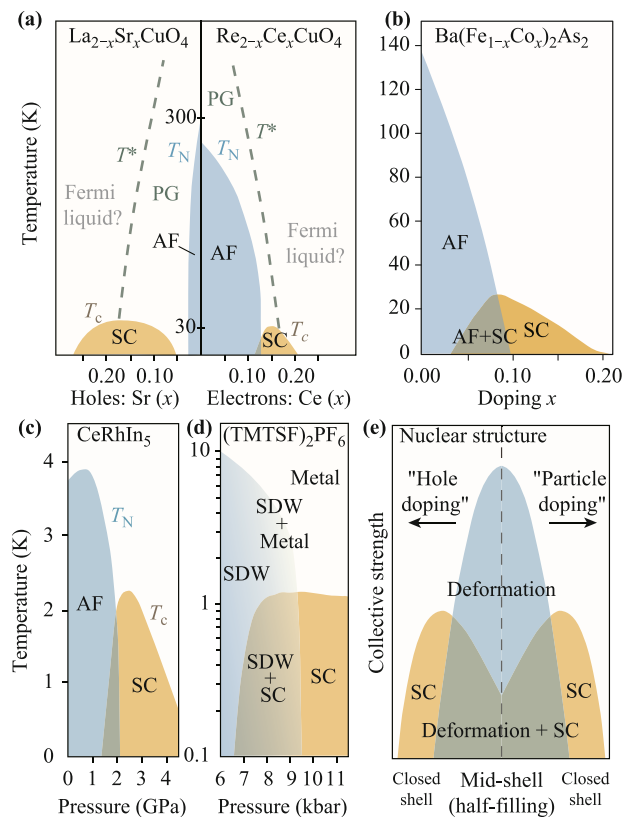 (a)
La2−xSrxCuO4
Re2−xCexCuO4
Temperature (K)
300
30
T*
T*
PG
PG
TN
TN
Fermi
liquid?
Fermi
liquid?
AF
AF
Tc
Tc
SC
SC
0.20 0.10
0.10 0.20
Holes: Sr (x)
Electrons: Ce (x)
(b)
Ba(Fe1−xCox)2As2
140
120
100
80
60
40
20
0
AF
AF+SC
SC
0 0.10 0.20
Doping x
(c)
CeRhIn5
Temperature (K)
4
3
2
1
0
TN
AF
Tc
SC
0 1 2 3 4
Pressure (GPa)
(d)
(TMTSF)2PF6
10
1
0.1
Metal
SDW
+
Metal
SDW
SDW
+
SC
SC
6 7 8 9 10 11
Pressure (kbar)
(e)
Nuclear structure
"Hole
doping"
"Particle
doping"
Collective strength
Deformation
SC
SC
Deformation + SC
Closed
shell
Mid-shell
(half-filling)
Closed
shell